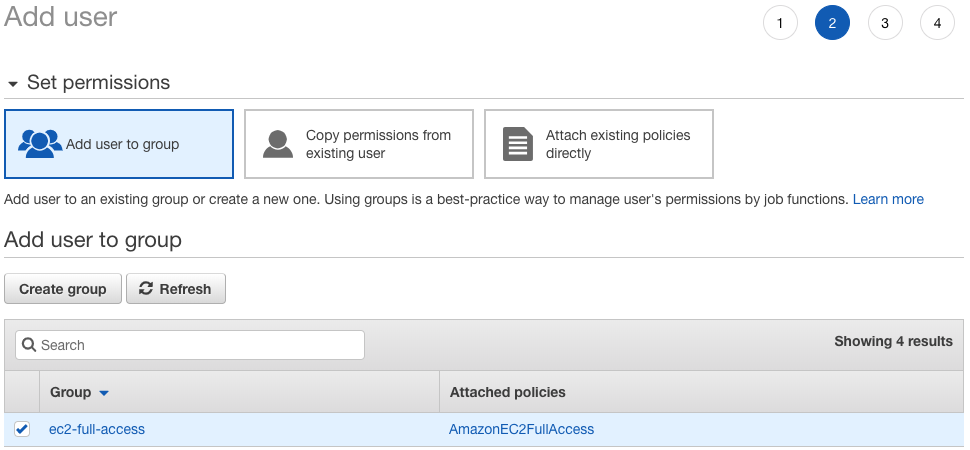 Add user
1 2 3 4
Set permissions
Add user to group
Copy permissions from
existing user
Attach existing policies
directly
Add user to an existing group or create a new one. Using groups is a best-practice way to manage user's permissions by job functions. Learn more
Add user to group
Create group Refresh
Search Showing 4 results
Group Attached policies
ec2-full-access AmazonEC2FullAccess